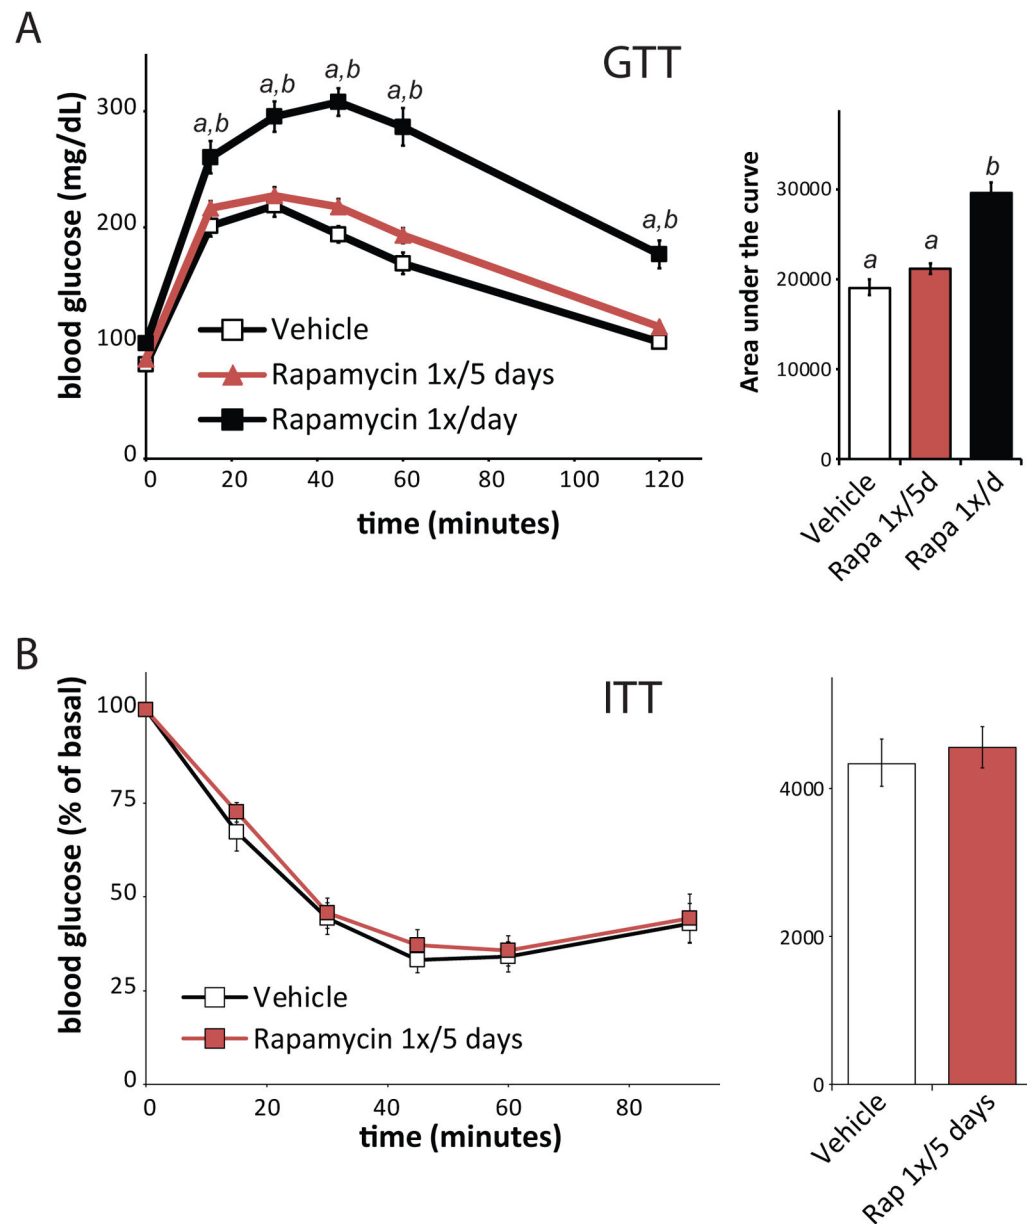 A
GTT
blood glucose (mg/dL)
300
200
100
0
a,b
a,b
a,b
a,b
a,b
Vehicle
Rapamycin 1x/5 days
Rapamycin 1x/day
0 20 40 60 80 100 120
time (minutes)
Area under the curve
30000
20000
10000
0
a
a
b
Vehicle
Rapa 1x/5d
Rapa 1x/d
B
ITT
blood glucose (% of basal)
100
75
50
25
0
Vehicle
Rapamycin 1x/5 days
0 20 40 60 80
time (minutes)
4000
2000
0
Vehicle
Rap 1x/5 days